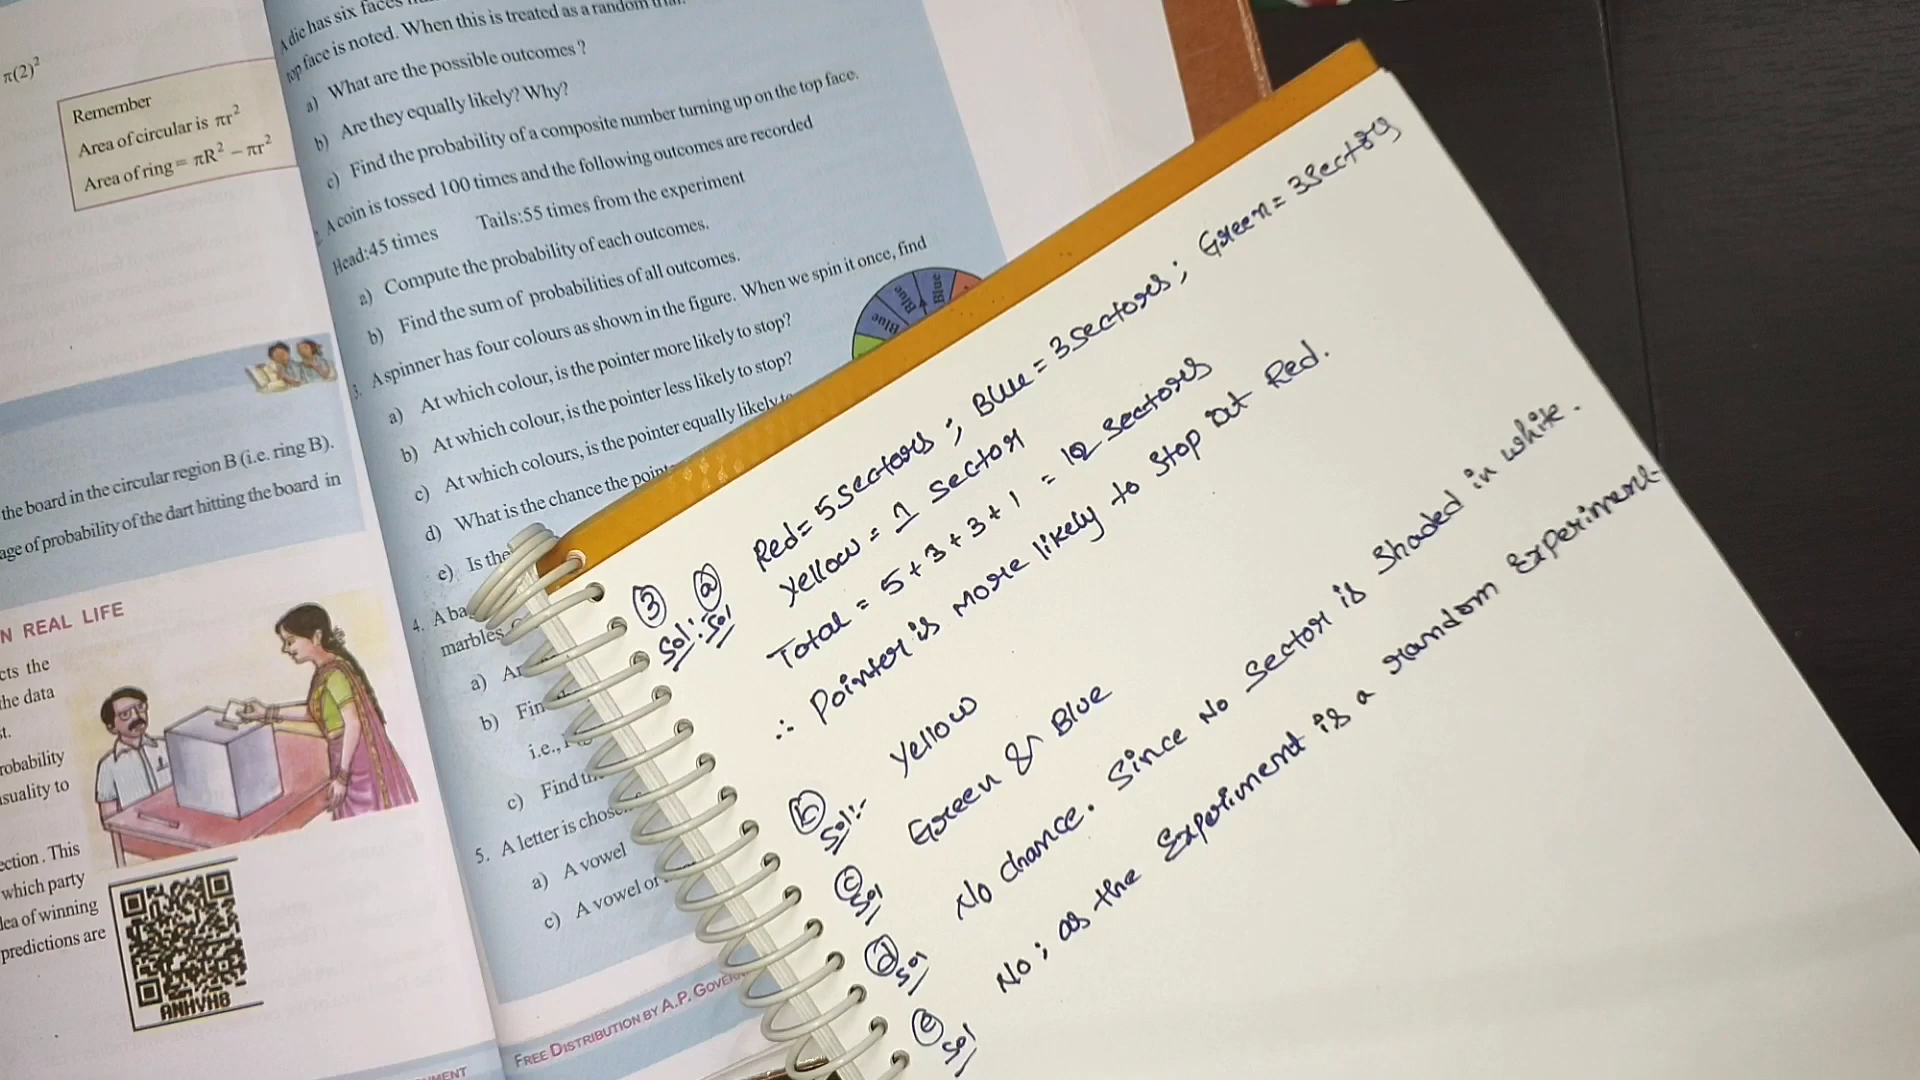 π(2)²
Remember
Area of circular is πr²
Area of ring = πR² − πr²
the board in the circular region B (i.e. ring B).
age of probability of the dart hitting the board in
N REAL LIFE
cts the
he data
robability
suality to
ection . This
which party
dea of winning
predictions are
ANHVH8
A die has six faces
top face is noted. When this is treated as a random trial.
a) What are the possible outcomes ?
b) Are they equally likely? Why?
c) Find the probability of a composite number turning up on the top face.
A coin is tossed 100 times and the following outcomes are recorded
Head:45 times Tails:55 times from the experiment
a) Compute the probability of each outcomes.
b) Find the sum of probabilities of all outcomes.
3. A spinner has four colours as shown in the figure. When we spin it once, find
a) At which colour, is the pointer more likely to stop?
b) At which colour, is the pointer less likely to stop?
c) At which colours, is the pointer equally likely to
d) What is the chance the point
e) Is the
Blue
Blue
Blue
4. A ba
marbles
a) Ar
b) Fin
i.e.,
c) Find
5. A letter is chose
a) A vowel
c) A vowel or
FREE DISTRIBUTION BY A.P. GOVER
MENT
③ ⓐ Red = 5 Sectors ; Blue = 3 Sectores ; Green = 3 Sectors
Sol:- Sol Yellow = 1 Sector
Total = 5 + 3 + 3 + 1 = 12 Sectors
∴ Pointer is More likely to Stop at Red.
ⓑ Yellow
Sol:-
ⓒ Green & Blue
Sol
ⓓ No chance. Since No Sector is Shaded in white.
Sol
ⓔ No ; as the Experiment is a random Experiment.
Sol